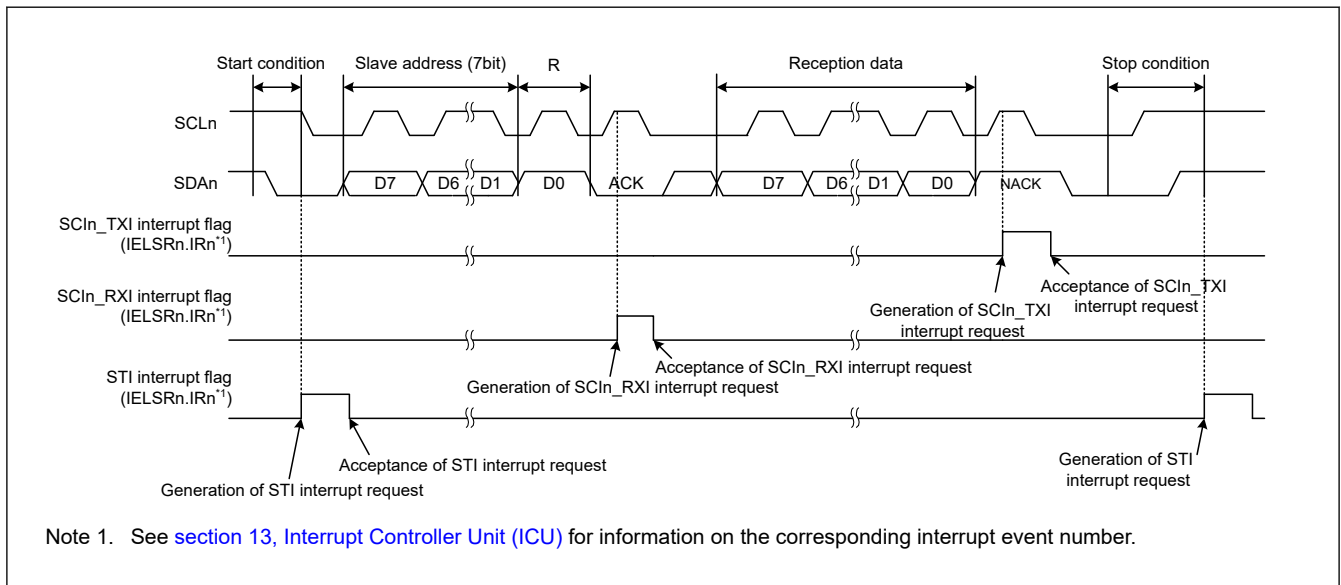 Start condition Slave address (7bit) R Reception data Stop condition
SCLn
SDAn D7 D6 D1 D0 ACK D7 D6 D1 D0 NACK
SCIn_TXI interrupt flag
(IELSRn.IRn*1)
Generation of SCIn_TXI
interrupt request
Acceptance of SCIn_TXI
interrupt request
SCIn_RXI interrupt flag
(IELSRn.IRn*1)
Generation of SCIn_RXI interrupt request
Acceptance of SCIn_RXI interrupt request
STI interrupt flag
(IELSRn.IRn*1)
Acceptance of STI interrupt request
Generation of STI interrupt request
Generation of STI
interrupt request
Note 1. See section 13, Interrupt Controller Unit (ICU) for information on the corresponding interrupt event number.